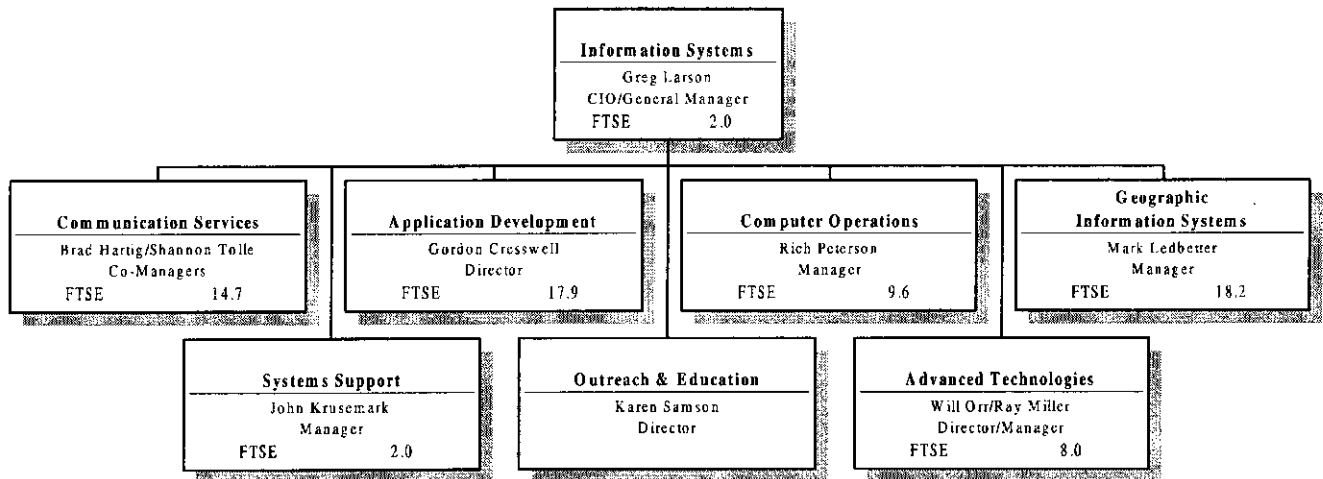 Information Systems
Greg Larson
CIO/General Manager
FTSE 2.0
Communication Services
Brad Hartig/Shannon Tolle
Co-Managers
FTSE 14.7
Application Development
Gordon Cresswell
Director
FTSE 17.9
Computer Operations
Rich Peterson
Manager
FTSE 9.6
Geographic
Information Systems
Mark Ledbetter
Manager
FTSE 18.2
Systems Support
John Krusemark
Manager
FTSE 2.0
Outreach & Education
Karen Samson
Director
Advanced Technologies
Will Orr/Ray Miller
Director/Manager
FTSE 8.0